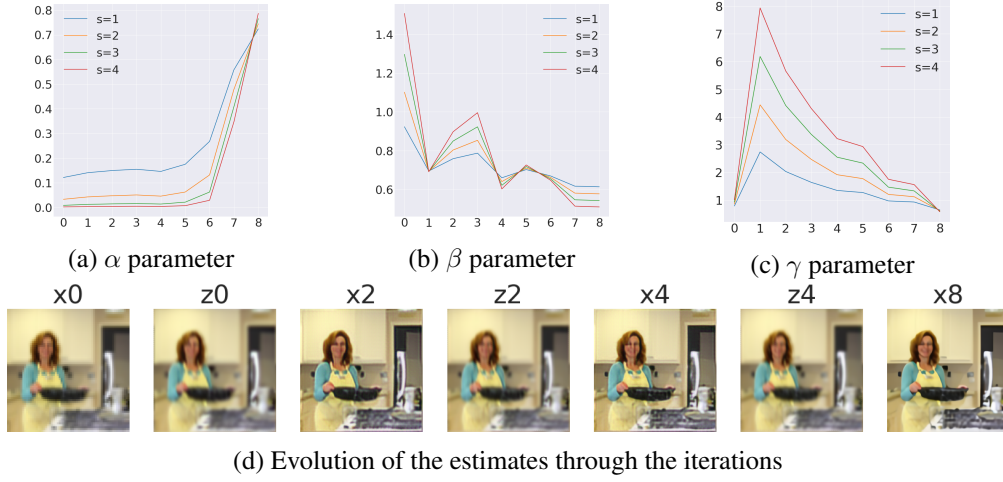 0.8
0.7
0.6
0.5
0.4
0.3
0.2
0.1
0.0
s=1
s=2
s=3
s=4
0 1 2 3 4 5 6 7 8
(a) α parameter
1.4
1.2
1.0
0.8
0.6
s=1
s=2
s=3
s=4
0 1 2 3 4 5 6 7 8
(b) β parameter
8
7
6
5
4
3
2
1
s=1
s=2
s=3
s=4
0 1 2 3 4 5 6 7 8
(c) γ parameter
x0 z0 x2 z2 x4 z4 x8
(d) Evolution of the estimates through the iterations